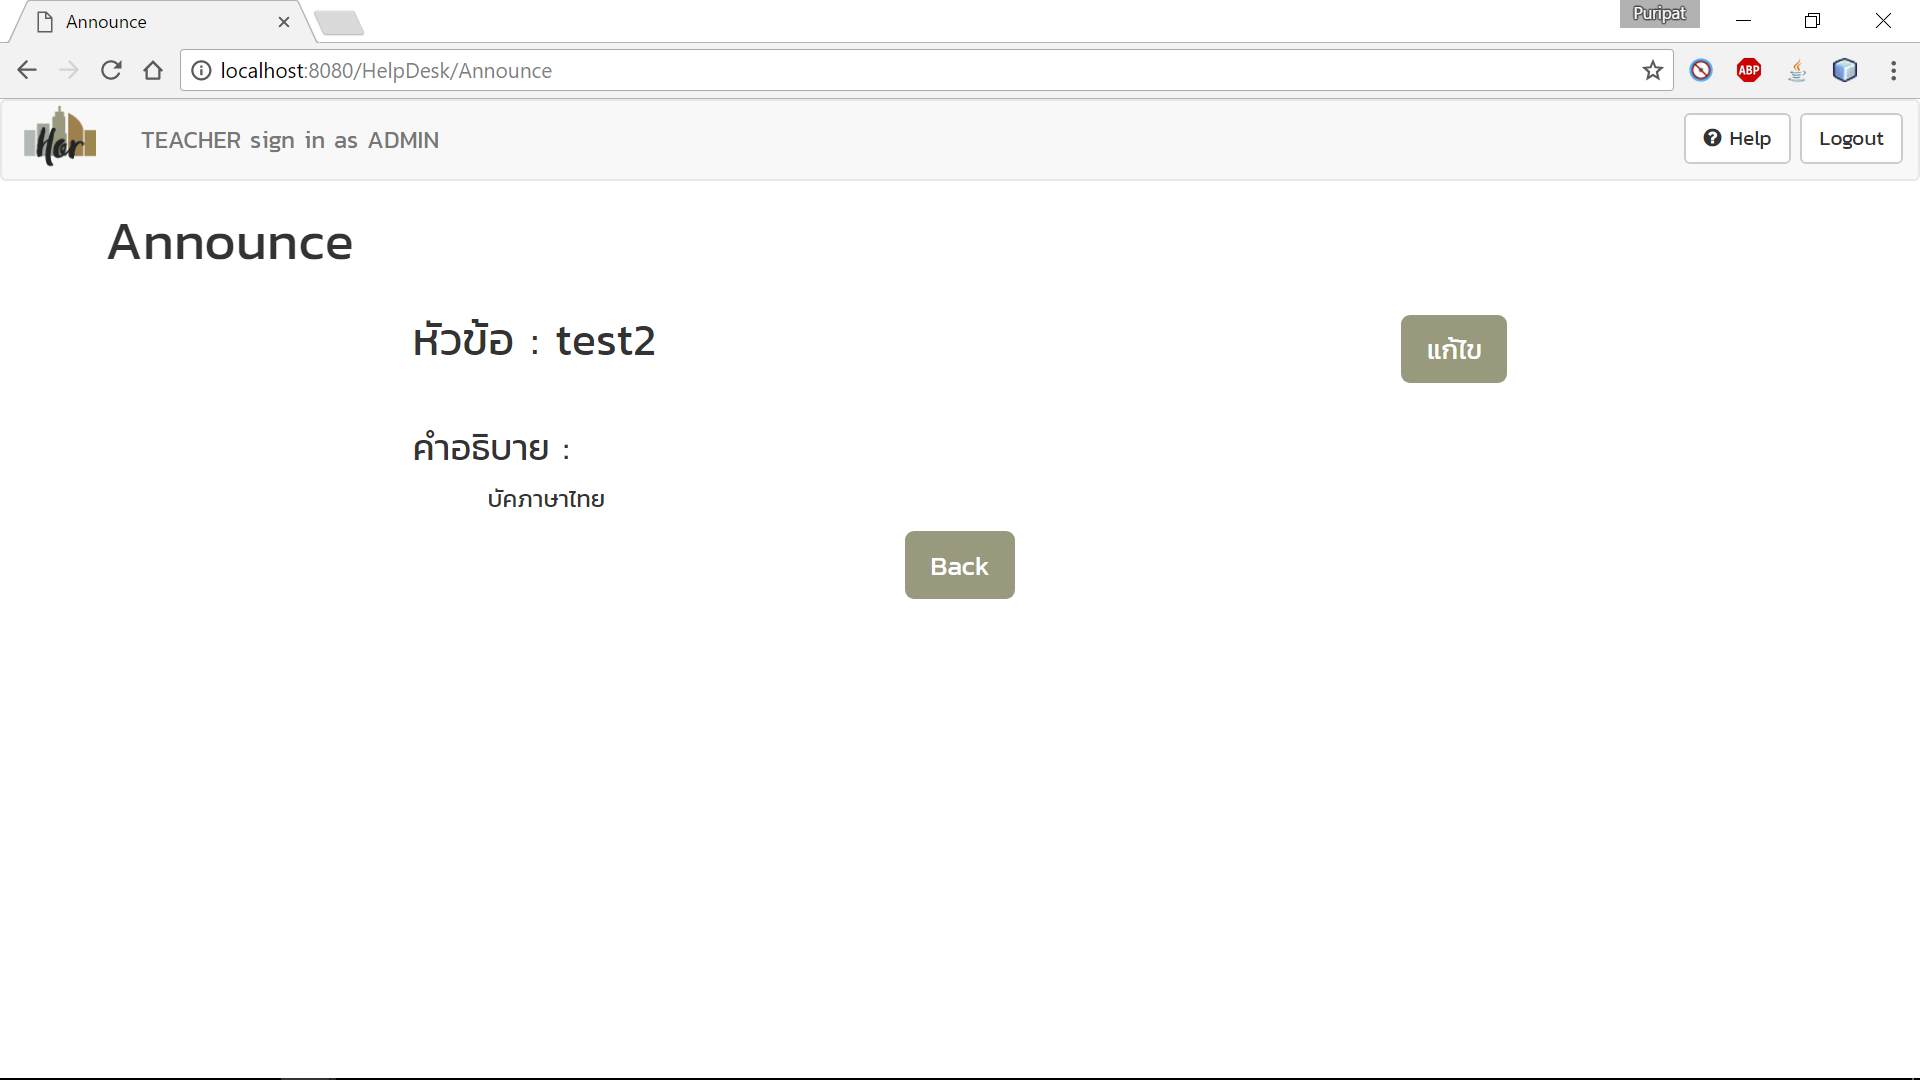 Announce
Puripat
localhost:8080/HelpDesk/Announce
ABP
Hor
TEACHER sign in as ADMIN
Help
Logout
Announce
หัวข้อ : test2
แก้ไข
คำอธิบาย :
บัคภาษาไทย
Back